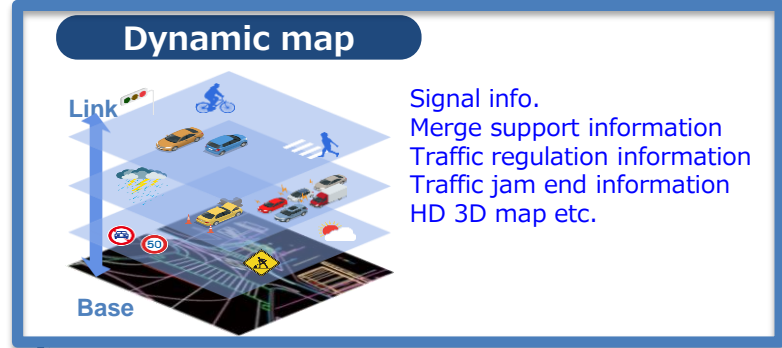 Dynamic map
Link
Signal info.
Merge support information
Traffic regulation information
Traffic jam end information
HD 3D map etc.
50
Base